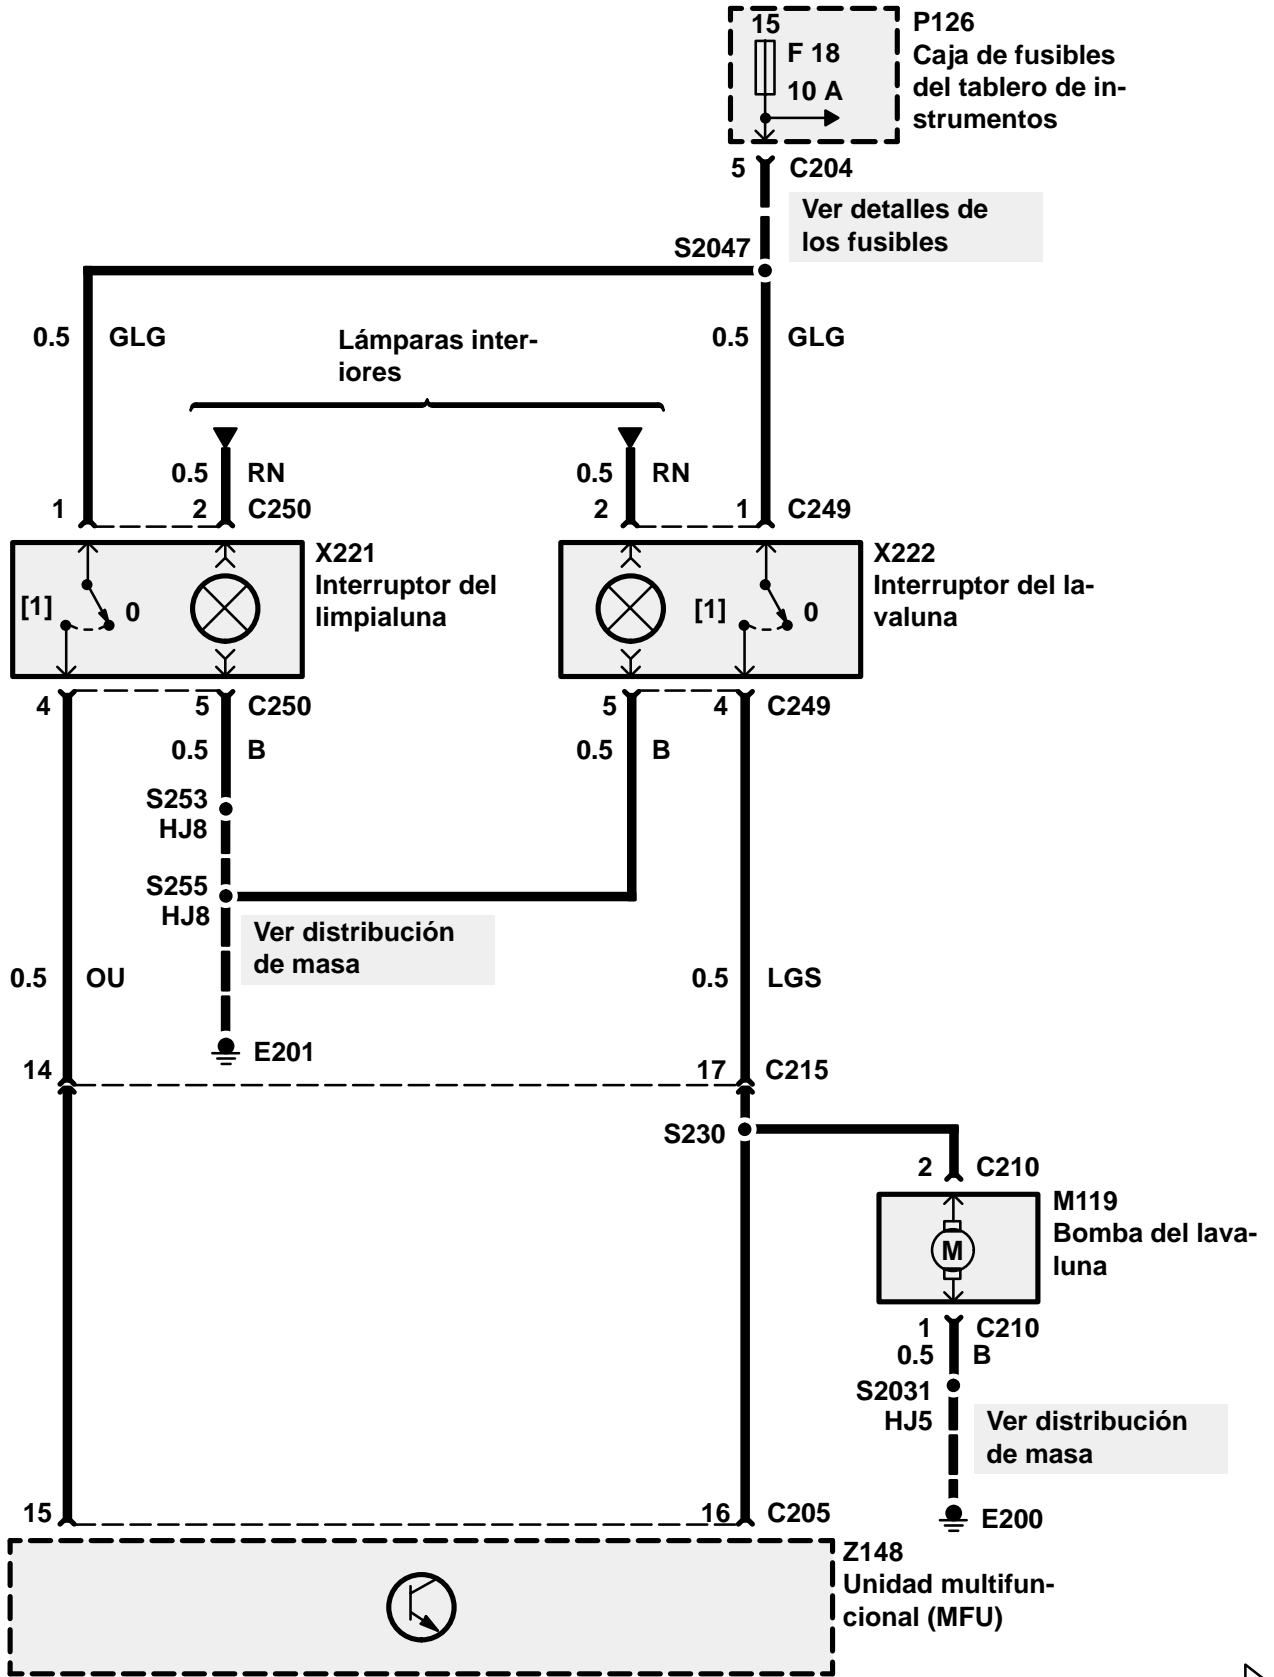 15
F 18
10 A
P126
Caja de fusibles
del tablero de in-
strumentos
5 C204
Ver detalles de
los fusibles
S2047
0.5 GLG
Lámparas inter-
iores
0.5 GLG
0.5 RN
0.5 RN
1 2 C250
2 1 C249
X221
Interruptor del
limpialuna
[1] 0
X222
Interruptor del la-
valuna
[1] 0
4 5 C250
5 4 C249
0.5 B
0.5 B
S253
HJ8
S255
HJ8
Ver distribución
de masa
0.5 OU
0.5 LGS
E201
14 17 C215
S230
2 C210
M119
Bomba del lava-
luna
M
1 C210
0.5 B
S2031
HJ5
Ver distribución
de masa
E200
15 16 C205
Z148
Unidad multifun-
cional (MFU)